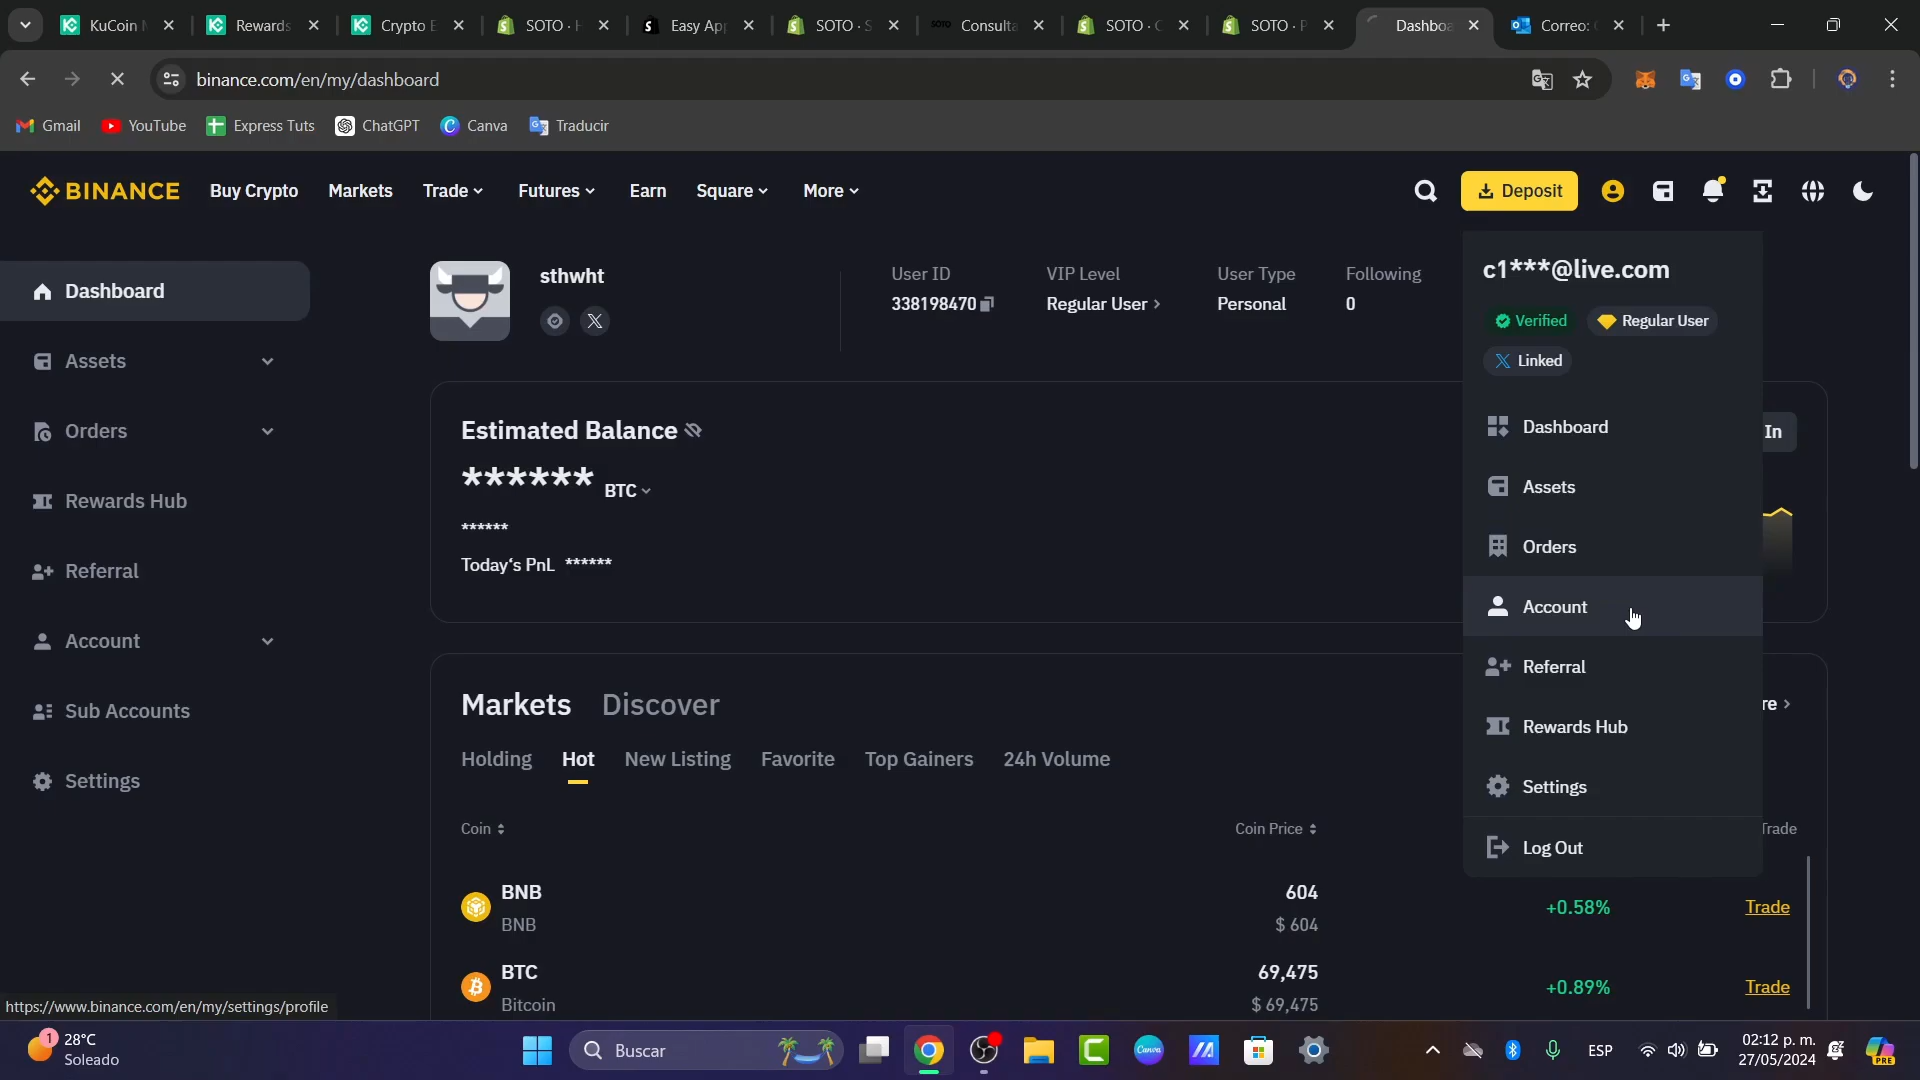 KuCoin
Rewards
Crypto E
SOTO · H
Easy App
SOTO · S
SOTO Consulta
SOTO · C
SOTO · P
Dashboa
Correo: C
binance.com/en/my/dashboard
Gmail
YouTube
Express Tuts
ChatGPT
Canva
Traducir
BINANCE
Buy Crypto
Markets
Trade
Futures
Earn
Square
More
Deposit
Dashboard
Assets
Orders
Rewards Hub
Referral
Account
Sub Accounts
Settings
sthwht
User ID
338198470
VIP Level
Regular User
User Type
Personal
Following
0
Estimated Balance
****** BTC
******
Today's PnL ******
In
Markets
Discover
re
Holding
Hot
New Listing
Favorite
Top Gainers
24h Volume
Coin
Coin Price
Trade
BNB
BNB
604
$ 604
+0.58%
Trade
BTC
Bitcoin
69,475
$ 69,475
+0.89%
Trade
c1***@live.com
Verified
Regular User
Linked
Dashboard
Assets
Orders
Account
Referral
Rewards Hub
Settings
Log Out
https://www.binance.com/en/my/settings/profile
1
28°C
Soleado
Buscar
Canva
ESP
02:12 p. m.
27/05/2024
PRE